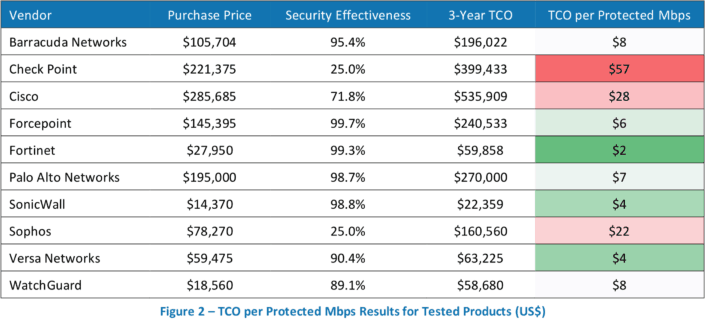 Vendor Purchase Price Security Effectiveness 3-Year TCO TCO per Protected Mbps
Barracuda Networks $105,704 95.4% $196,022 $8
Check Point $221,375 25.0% $399,433 $57
Cisco $285,685 71.8% $535,909 $28
Forcepoint $145,395 99.7% $240,533 $6
Fortinet $27,950 99.3% $59,858 $2
Palo Alto Networks $195,000 98.7% $270,000 $7
SonicWall $14,370 98.8% $22,359 $4
Sophos $78,270 25.0% $160,560 $22
Versa Networks $59,475 90.4% $63,225 $4
WatchGuard $18,560 89.1% $58,680 $8
Figure 2 – TCO per Protected Mbps Results for Tested Products (US$)